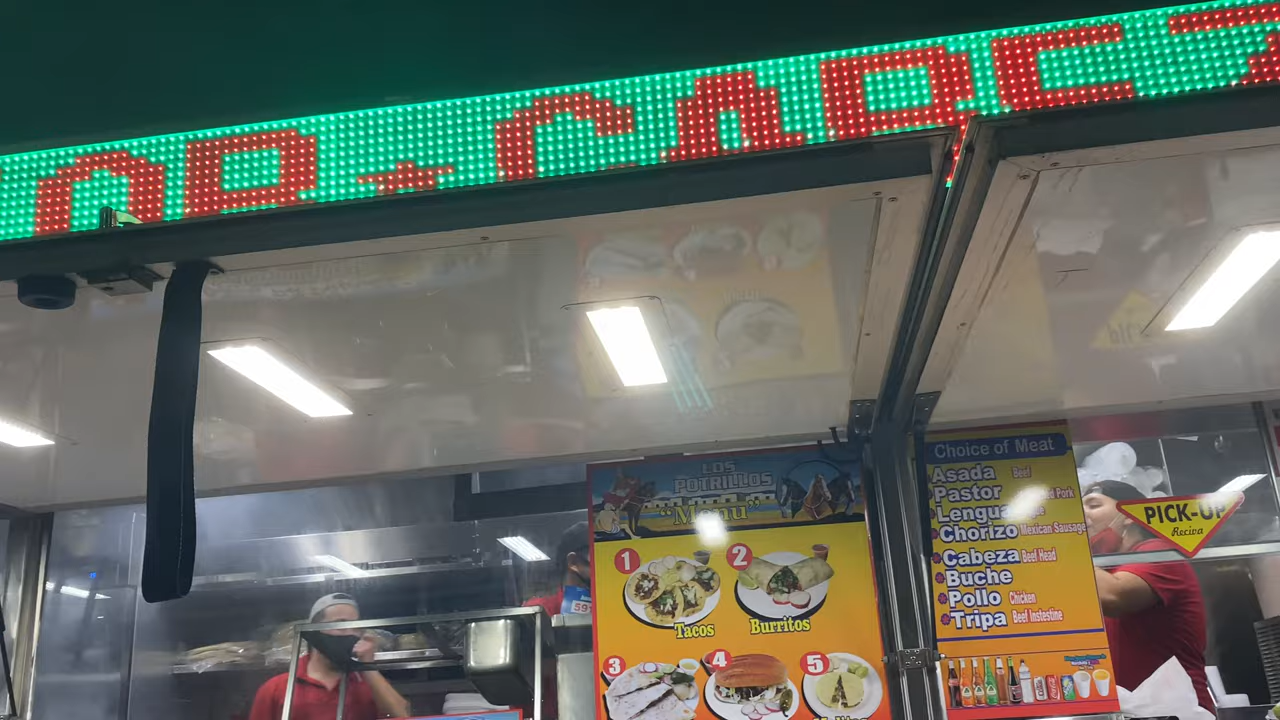 LOS
POTRILLOS
"Menu"
1
2
Tacos
Burritos
3
4
5
Choice of Meat
Asada Beef
Pastor Pork
Lengua
Chorizo Mexican Sausage
Cabeza Beef Head
Buche
Pollo Chicken
Tripa Beef Instestine
PICK-UP
Reciva